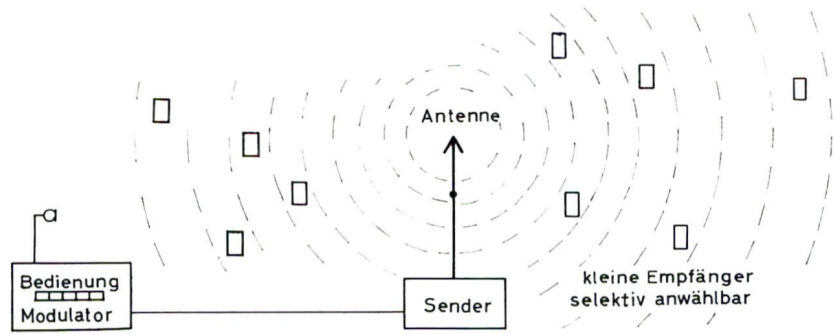 Antenne
Bedienung
Modulator
Sender
kleine Empfänger
selektiv anwählbar